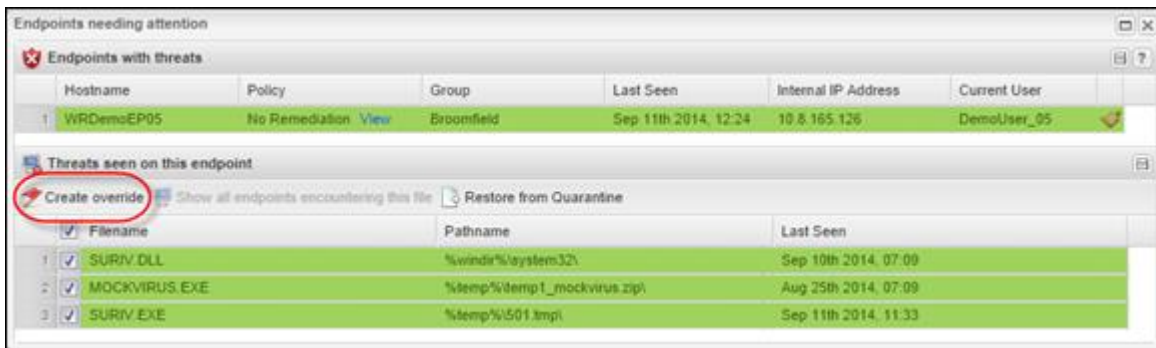 Endpoints needing attention
Endpoints with threats
?
Hostname Policy Group Last Seen Internal IP Address Current User
1 WRDemoEP05 No Remediation View Broomfield Sep 11th 2014, 12:24 10.8.165.126 DemoUser_05
Threats seen on this endpoint
Create override Show all endpoints encountering this file Restore from Quarantine
Filename Pathname Last Seen
1 SURIV.DLL %windir%\system32\ Sep 10th 2014, 07:09
2 MOCKVIRUS.EXE %temp%\temp1_mockvirus.zip\ Aug 25th 2014, 07:09
3 SURIV.EXE %temp%\501.tmp\ Sep 11th 2014, 11:33